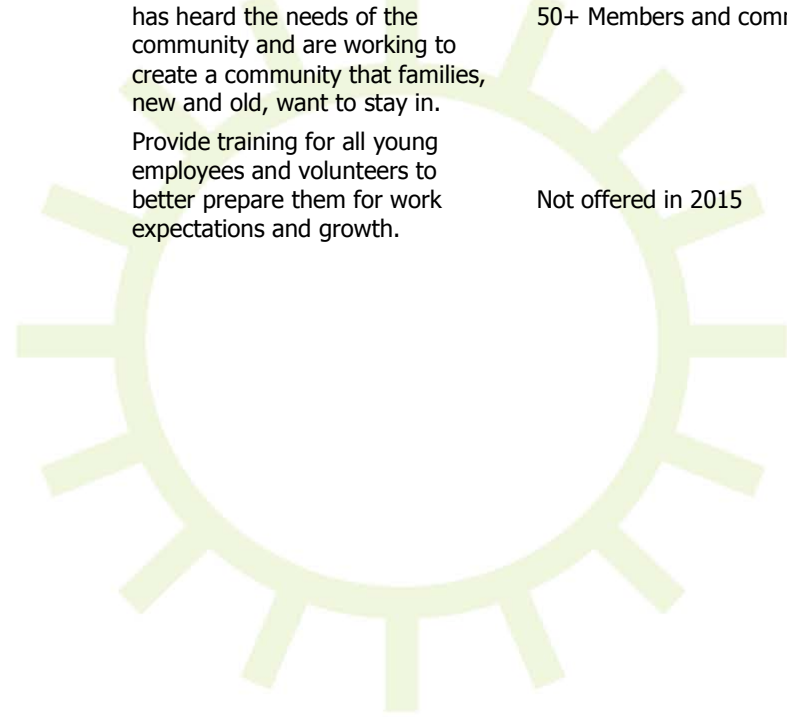 has heard the needs of the
50+ Members and
community and are working to
create a community that families,
new and old, want to stay in.
Provide training for all young
employees and volunteers to
better prepare them for work
Not offered in 2015
expectations and growth.